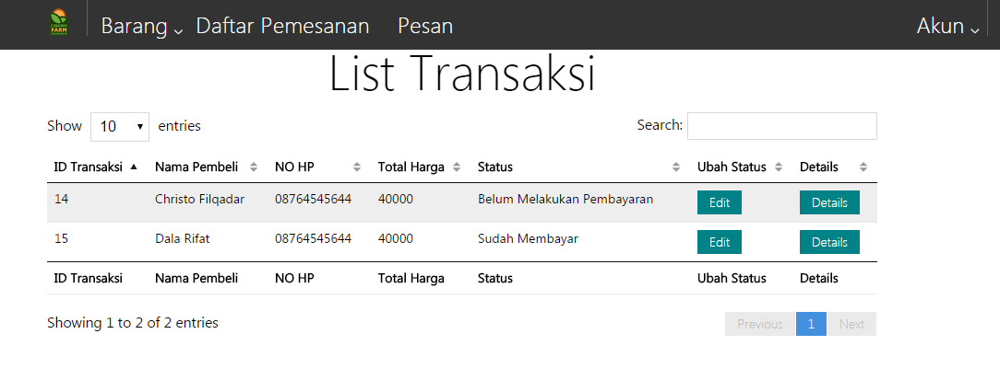 FARM
Barang Daftar Pemesanan Pesan Akun
List Transaksi
Show 10 entries Search:
ID Transaksi Nama Pembeli NO HP Total Harga Status Ubah Status Details
14 Christo Filqadar 08764545644 40000 Belum Melakukan Pembayaran Edit Details
15 Dala Rifat 08764545644 40000 Sudah Membayar Edit Details
ID Transaksi Nama Pembeli NO HP Total Harga Status Ubah Status Details
Showing 1 to 2 of 2 entries Previous 1 Next